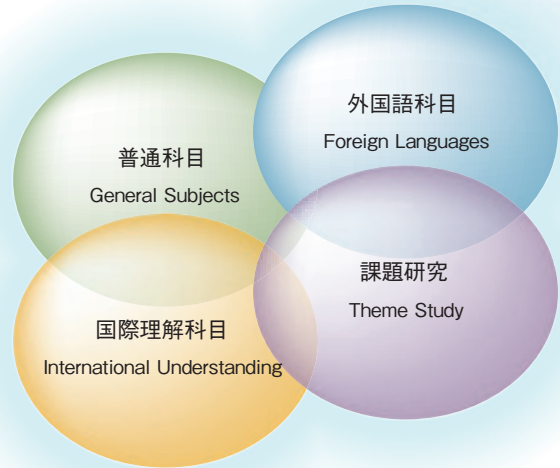 外国語科目
Foreign Languages
普通科目
General Subjects
課題研究
Theme Study
国際理解科目
International Understanding